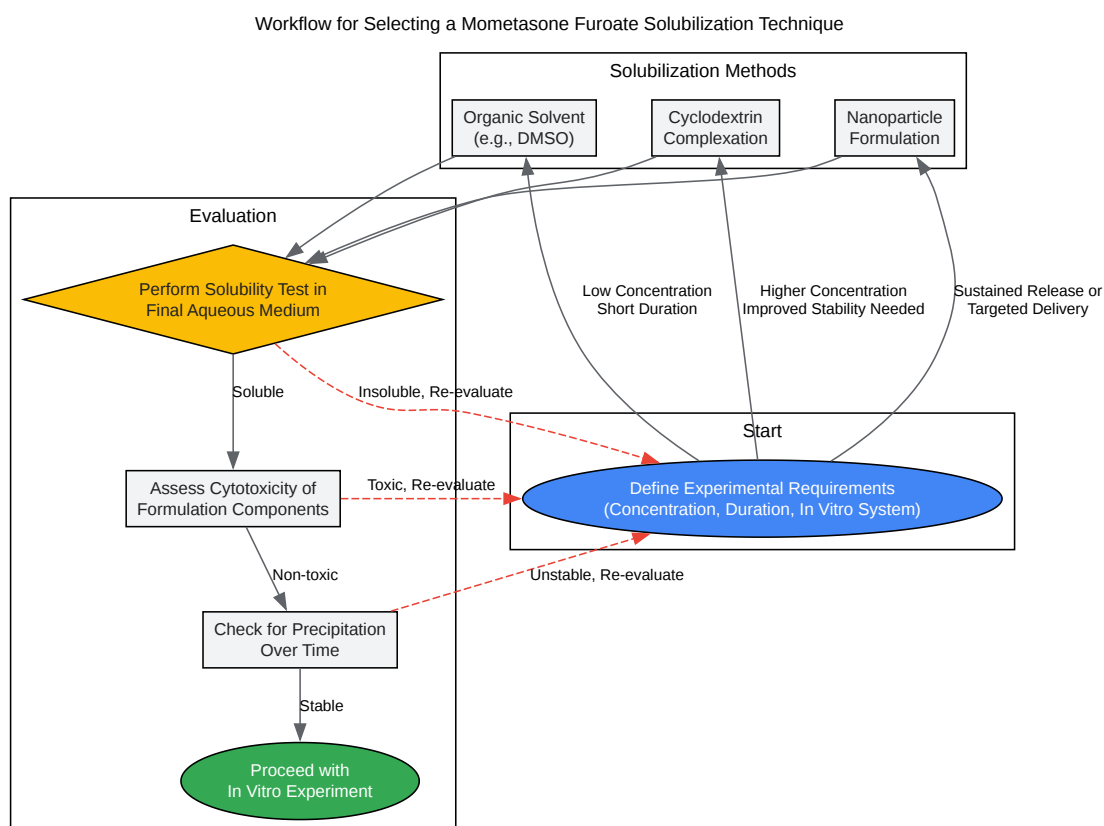 Workflow for Selecting a Mometasone Furoate Solubilization Technique
Solubilization Methods
Organic Solvent
(e.g., DMSO)
Cyclodextrin
Complexation
Nanoparticle
Formulation
Evaluation
Perform Solubility Test in
Final Aqueous Medium
Low Concentration
Short Duration
Higher Concentration
Improved Stability Needed
Sustained Release or
Targeted Delivery
Soluble
Insoluble, Re-evaluate
Start
Define Experimental Requirements
(Concentration, Duration, In Vitro System)
Assess Cytotoxicity of
Formulation Components
Toxic, Re-evaluate
Non-toxic
Unstable, Re-evaluate
Check for Precipitation
Over Time
Stable
Proceed with
In Vitro Experiment